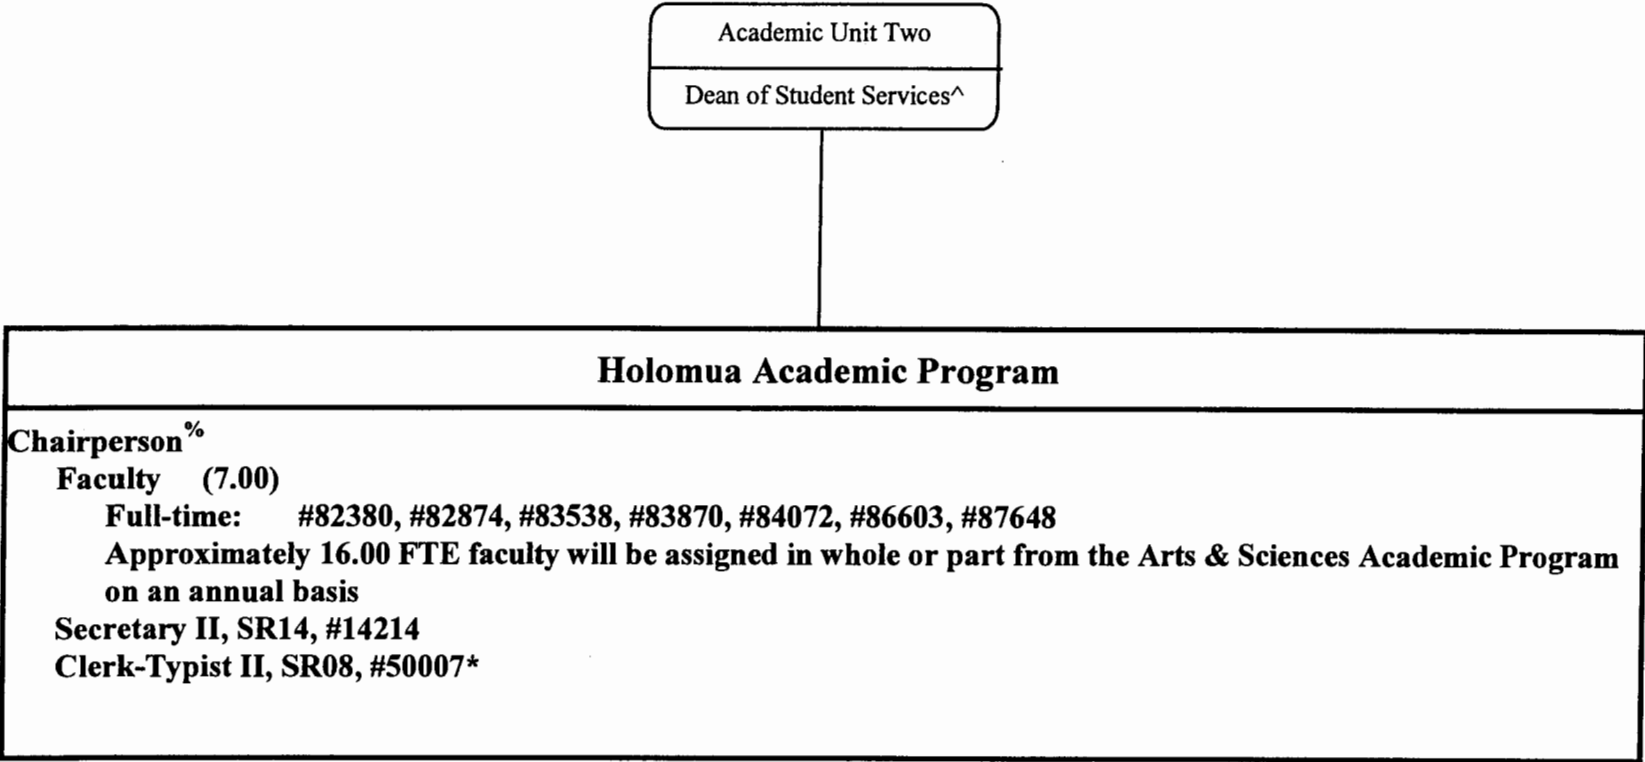 Academic Unit Two
Dean of Student Services^
Holomua Academic Program
Chairperson%
Faculty (7.00)
Full-time: #82380, #82874, #83538, #83870, #84072, #86603, #87648
Approximately 16.00 FTE faculty will be assigned in whole or part from the Arts & Sciences Academic Program
on an annual basis
Secretary II, SR14, #14214
Clerk-Typist II, SR08, #50007*